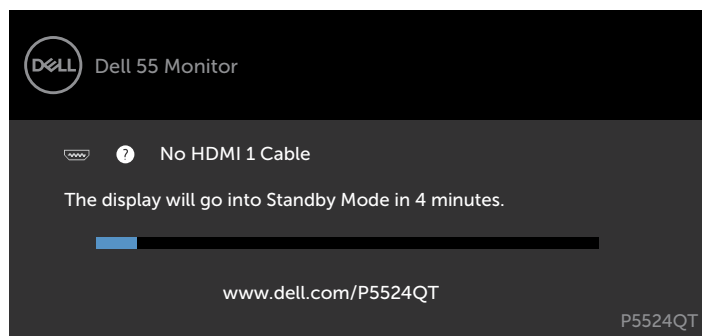 DELL Dell 55 Monitor
? No HDMI 1 Cable
The display will go into Standby Mode in 4 minutes.
www.dell.com/P5524QT
P5524QT